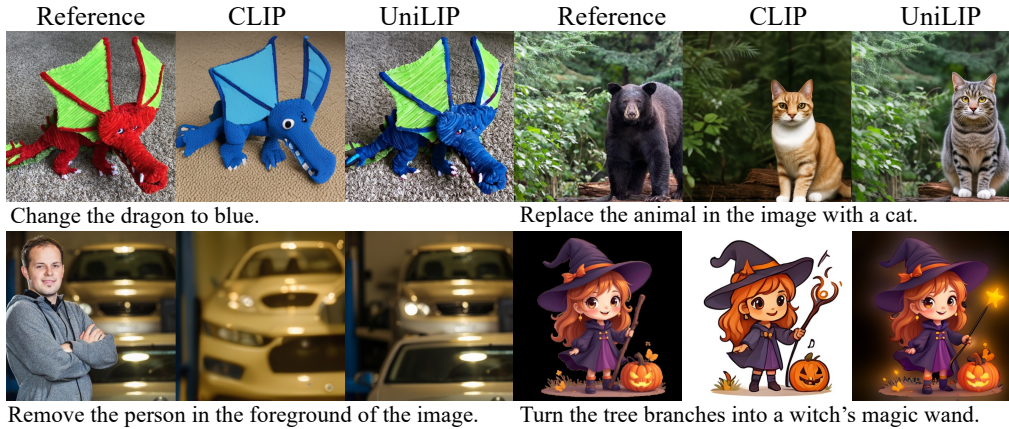 Reference CLIP UniLIP Reference CLIP UniLIP
Change the dragon to blue.
Replace the animal in the image with a cat.
Remove the person in the foreground of the image.
Turn the tree branches into a witch's magic wand.